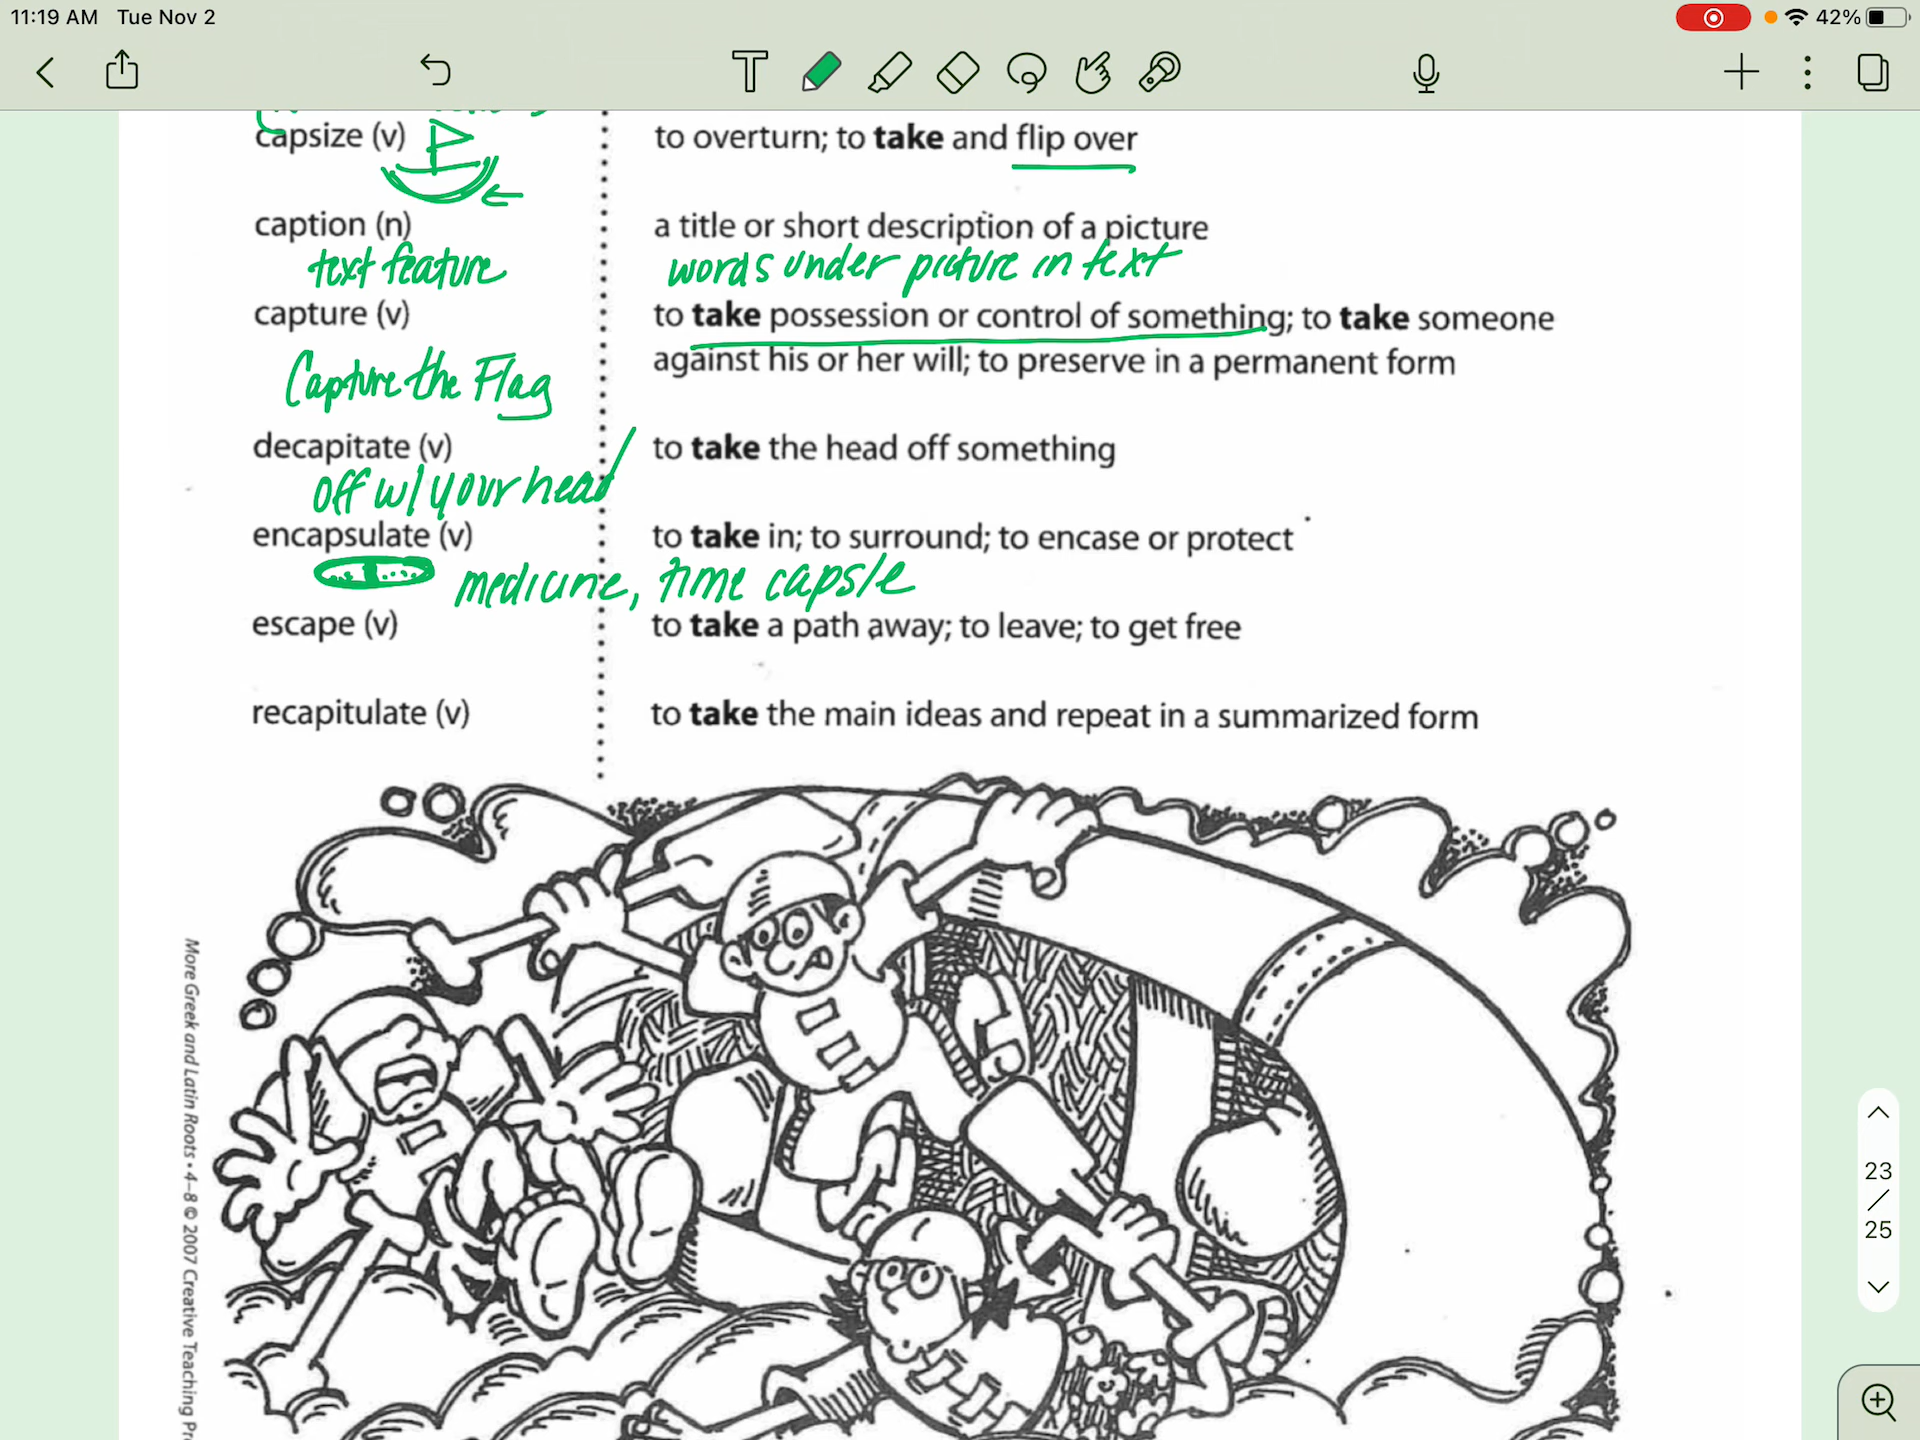 11:19 AM Tue Nov 2
42%
capsize (v) to overturn; to take and flip over
caption (n) a title or short description of a picture
text feature words under picture in text
capture (v) to take possession or control of something; to take someone
against his or her will; to preserve in a permanent form
Capture the Flag
decapitate (v) to take the head off something
off w/ your head
encapsulate (v) to take in; to surround; to encase or protect
medicine, time capsle
escape (v) to take a path away; to leave; to get free
recapitulate (v) to take the main ideas and repeat in a summarized form
More Greek and Latin Roots • 4–8 © 2007 Creative Teaching Pr
23
/
25